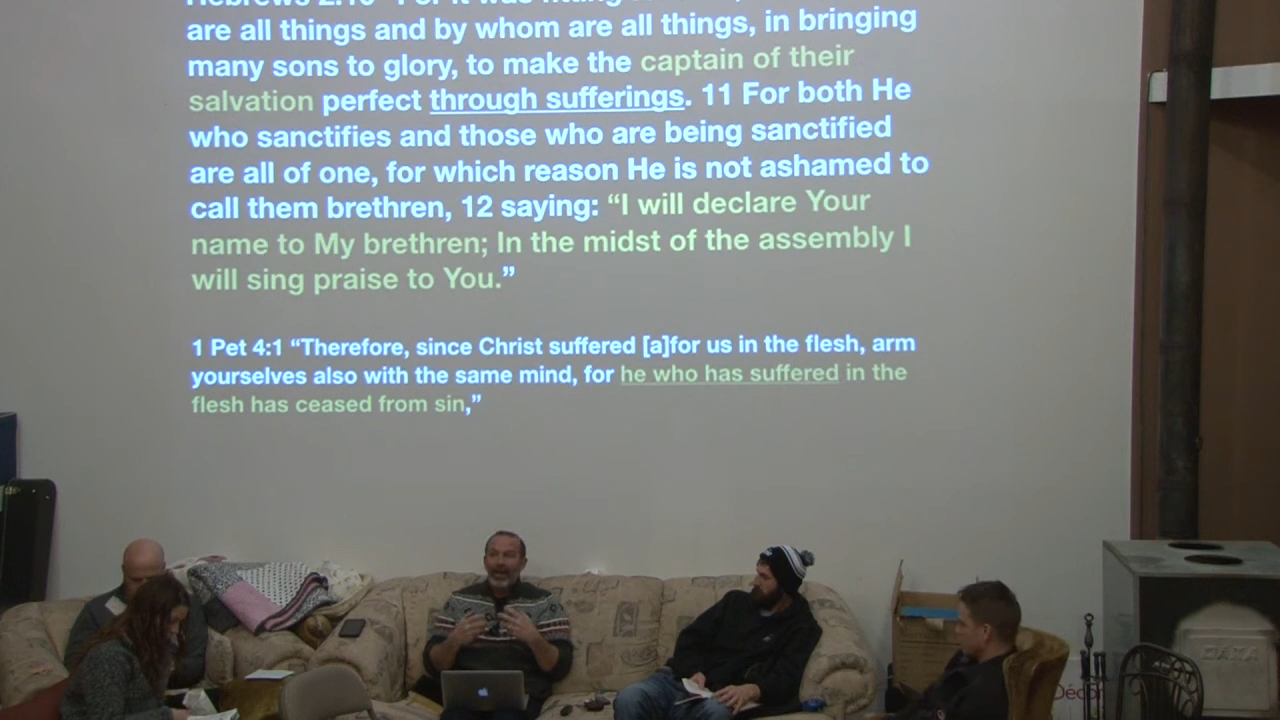 are all things and by whom are all things, in bringing
many sons to glory, to make the captain of their
salvation perfect through sufferings. 11 For both He
who sanctifies and those who are being sanctified
are all of one, for which reason He is not ashamed to
call them brethren, 12 saying: “I will declare Your
name to My brethren; In the midst of the assembly I
will sing praise to You.”
1 Pet 4:1 “Therefore, since Christ suffered [a]for us in the flesh, arm
yourselves also with the same mind, for he who has suffered in the
flesh has ceased from sin,”
DAKA
Décor